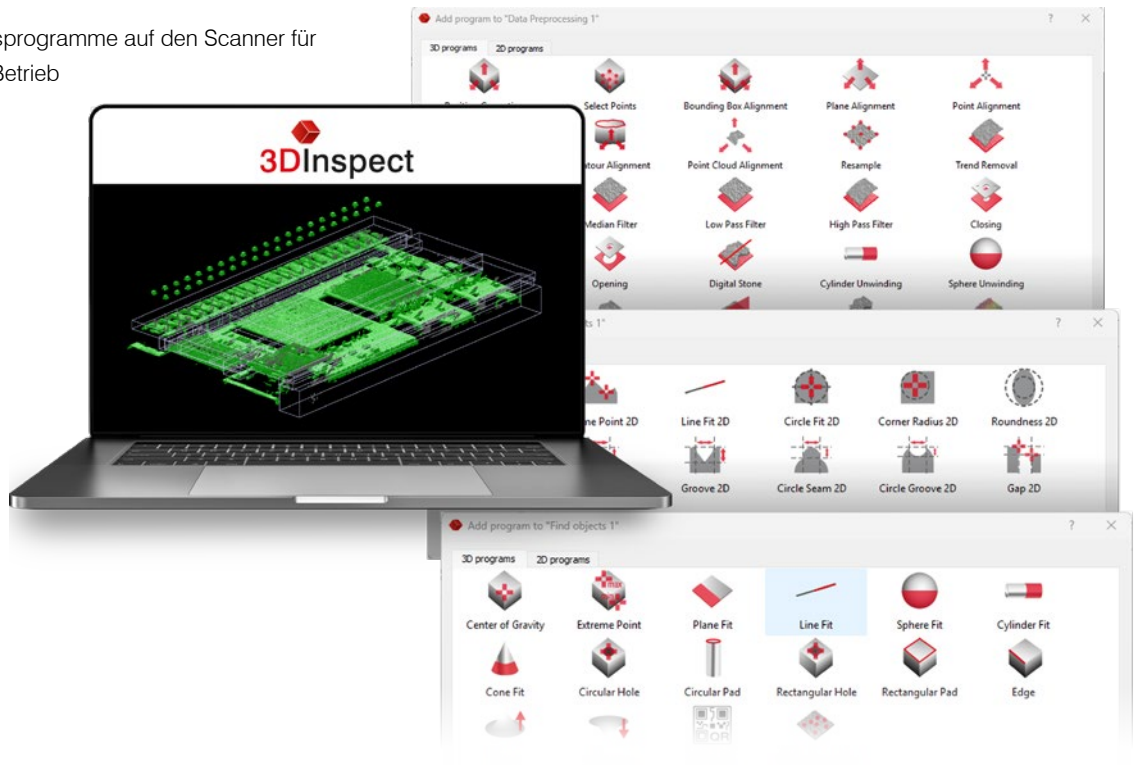 sprogramme auf den Scanner für
Betrieb
Add program to "Data Preprocessing 1"
?
3D programs 2D programs
Select Points Bounding Box Alignment Plane Alignment Point Alignment
tour Alignment Point Cloud Alignment Resample Trend Removal
Median Filter Low Pass Filter High Pass Filter Closing
Opening Digital Stone Cylinder Unwinding Sphere Unwinding
3DInspect
ts 1"
?
ne Point 2D Line Fit 2D Circle Fit 2D Corner Radius 2D Roundness 2D
Groove 2D Circle Seam 2D Circle Groove 2D Gap 2D
Add program to "Find objects 1"
?
3D programs 2D programs
max
Center of Gravity Extreme Point Plane Fit Line Fit Sphere Fit Cylinder Fit
Cone Fit Circular Hole Circular Pad Rectangular Hole Rectangular Pad Edge
QR